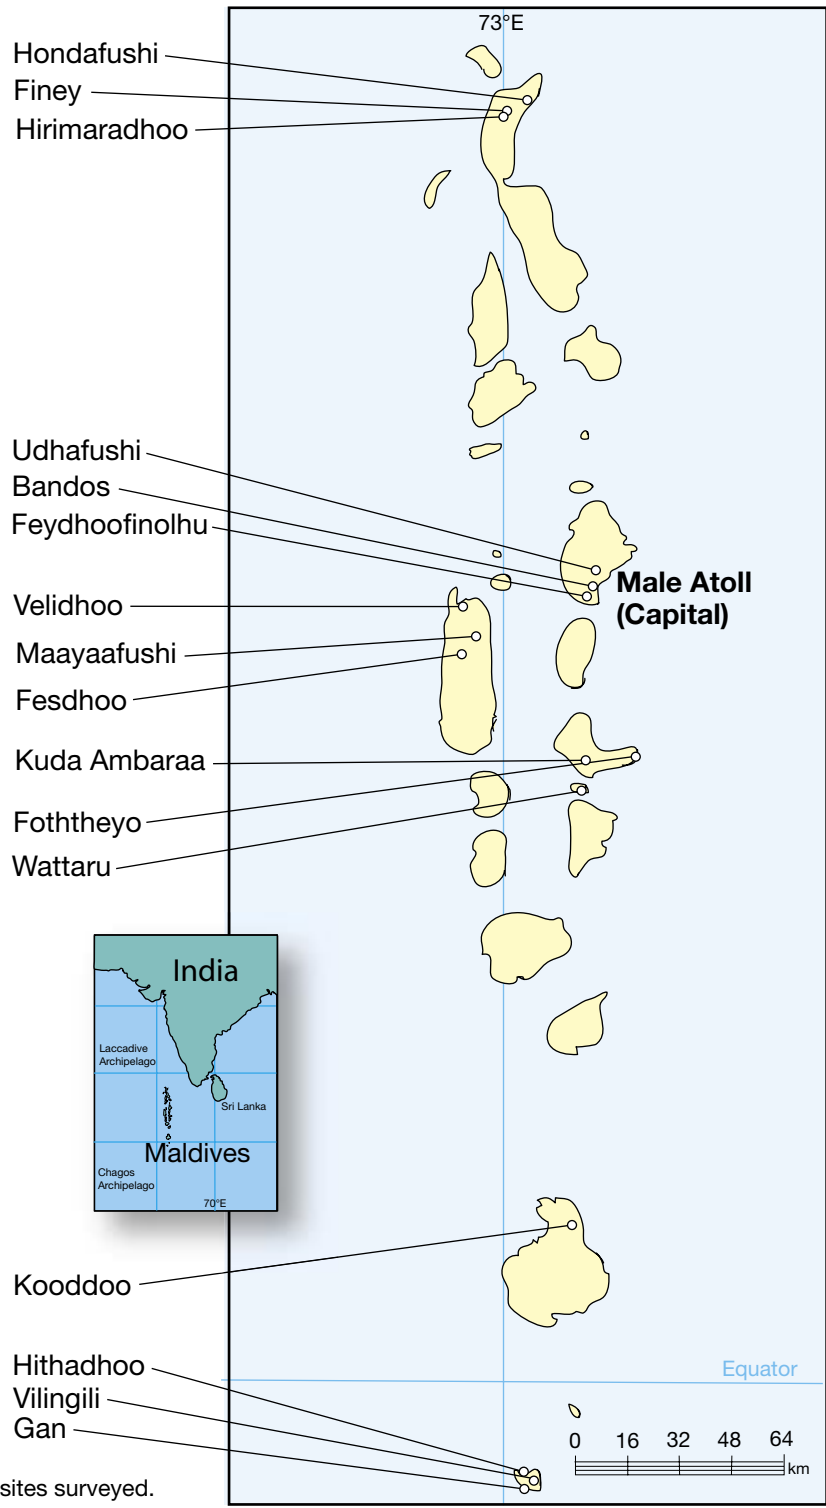 73°E
Hondafushi
Finey
Hirimaradhoo
Udhafushi
Bandos
Feydhoofinolhu
Male Atoll
(Capital)
Velidhoo
Maayaafushi
Fesdhoo
Kuda Ambaraa
Foththeyo
Wattaru
India
Laccadive
Archipelago
Sri Lanka
Maldives
Chagos
Archipelago
70°E
Kooddoo
Hithadhoo
Equator
Vilingili
Gan
0 16 32 48 64
km
sites surveyed.